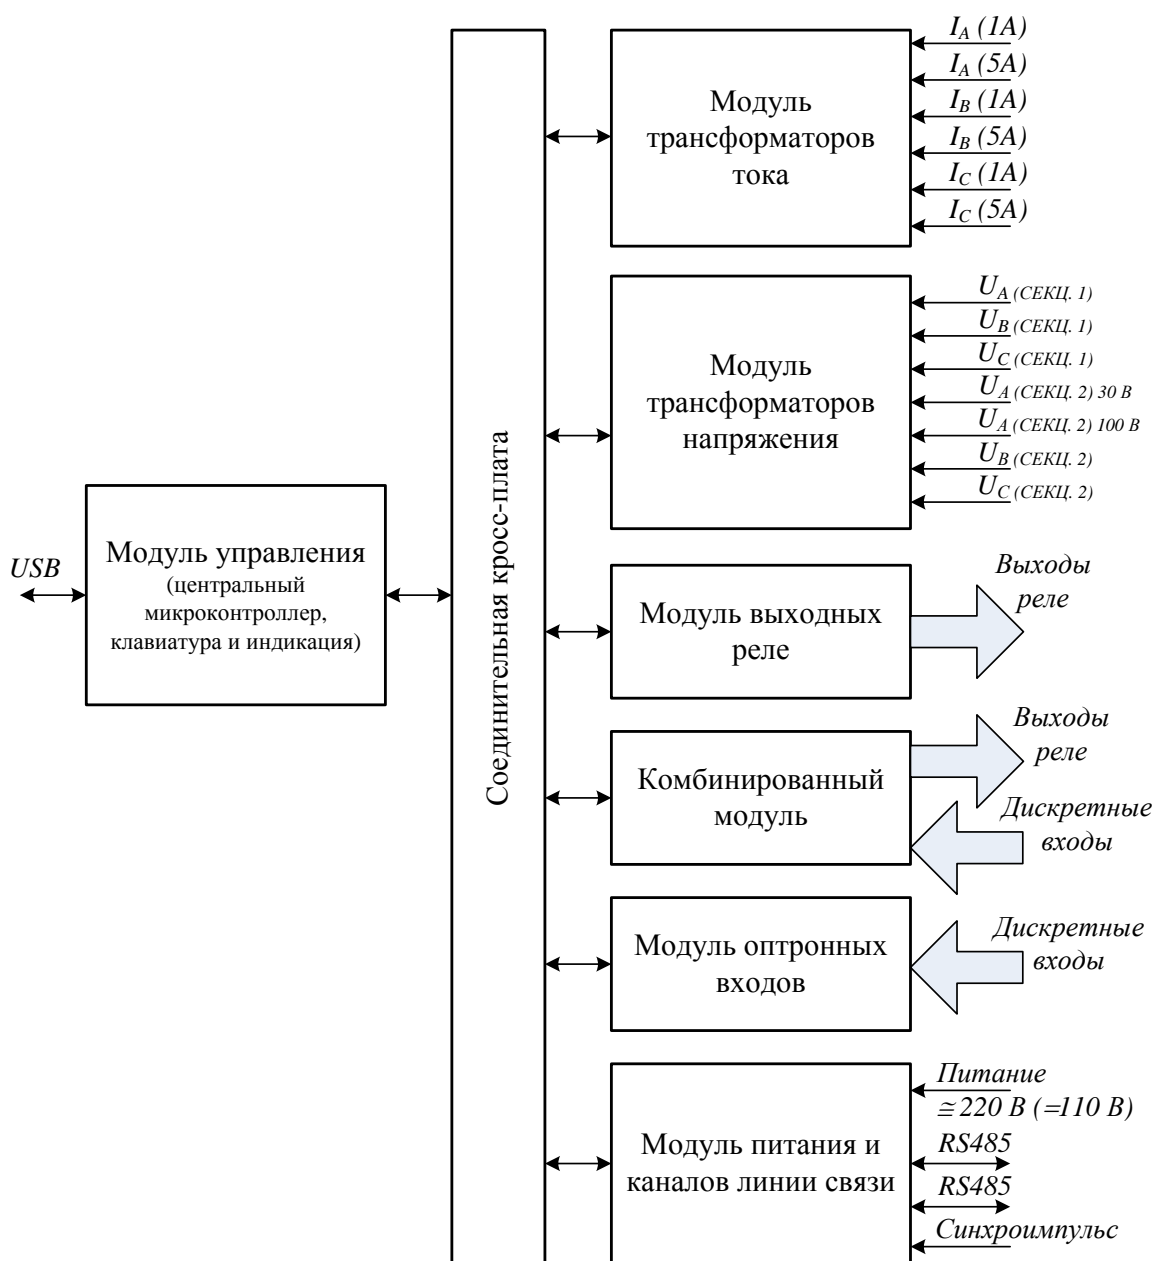 I_A (1A)
I_A (5A)
I_B (1A)
I_B (5A)
I_C (1A)
I_C (5A)
Модуль
трансформаторов
тока
U_A (СЕКЦ. 1)
U_B (СЕКЦ. 1)
U_C (СЕКЦ. 1)
U_A (СЕКЦ. 2) 30 В
U_A (СЕКЦ. 2) 100 В
U_B (СЕКЦ. 2)
U_C (СЕКЦ. 2)
Модуль
трансформаторов
напряжения
Соединительная кросс-плата
USB
Модуль управления
(центральный
микроконтроллер,
клавиатура и индикация)
Модуль выходных
реле
Выходы
реле
Комбинированный
модуль
Выходы
реле
Дискретные
входы
Модуль оптронных
входов
Дискретные
входы
Модуль питания и
каналов линии связи
Питание
≅220 В (=110 В)
RS485
RS485
Синхроимпульс